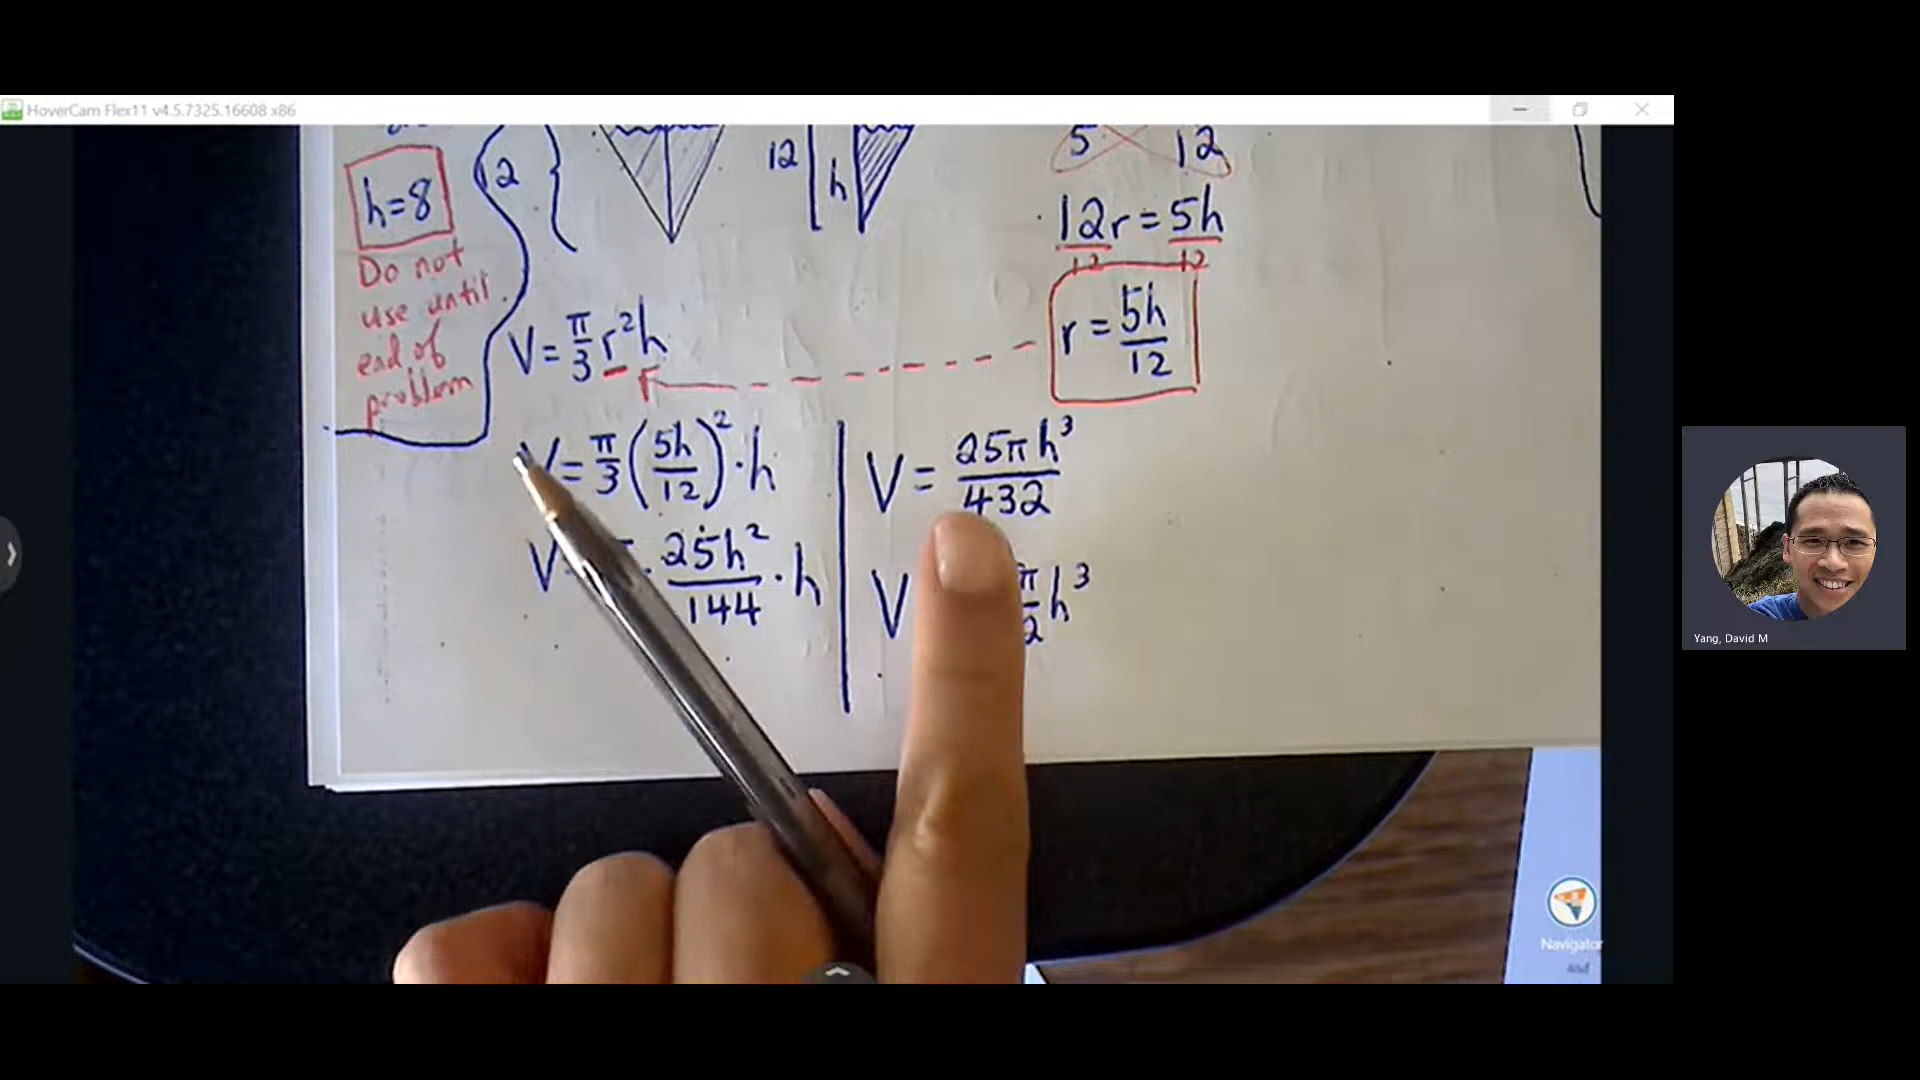 HoverCam Flex11 v4.5.7325.16608 x86
12
h
5 12
h=8
Do not
use until
end of
problem
12r = 5h
12 12
r = 5h/12
V = π/3 r²h
V = π/3 (5h/12)² · h
V · 25h²/144 · h
V = 25πh³/432
V π h³
2
Yang, David M
Navigator
and